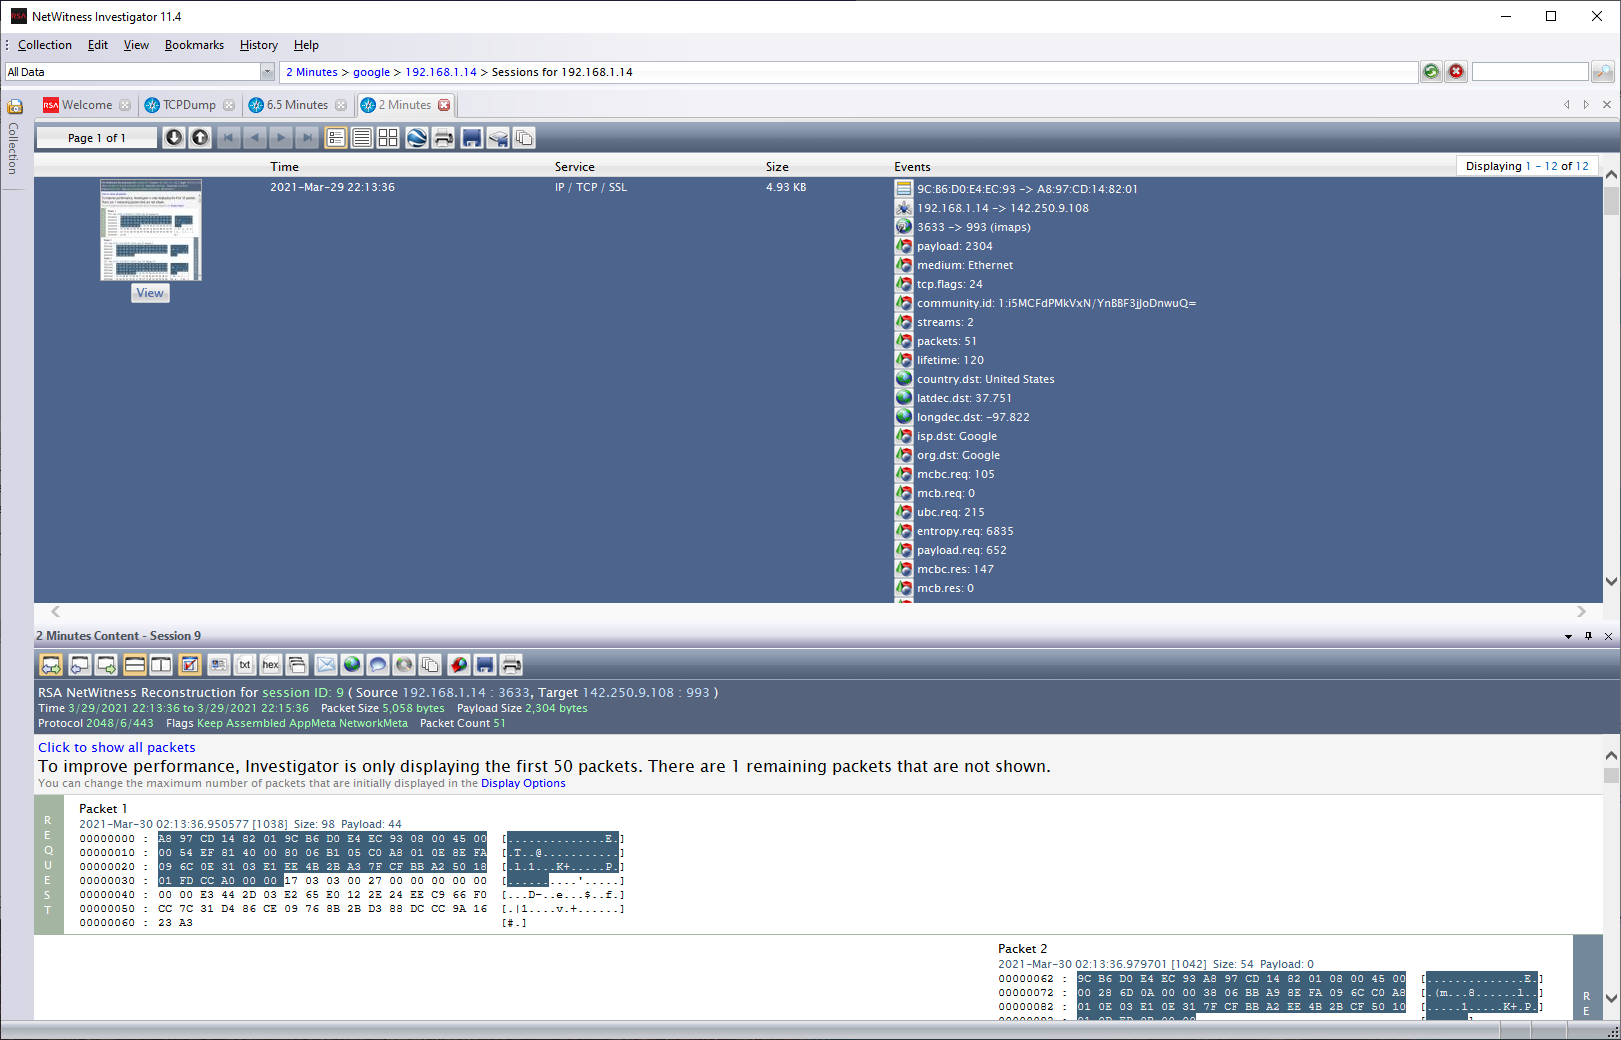 NetWitness Investigator 11.4
Collection Edit View Bookmarks History Help
All Data
2 Minutes > google > 192.168.1.14 > Sessions for 192.168.1.14
Collection
RSA Welcome TCPDump 6.5 Minutes 2 Minutes
Page 1 of 1
Time Service Size Events Displaying 1 - 12 of 12
2021-Mar-29 22:13:36 IP / TCP / SSL 4.93 KB
View
9C:B6:D0:E4:EC:93 -> A8:97:CD:14:82:01
192.168.1.14 -> 142.250.9.108
3633 -> 993 (imaps)
payload: 2304
medium: Ethernet
tcp.flags: 24
community.id: 1:i5MCFdPMkVxN/YnBBF3jJoDnwuQ=
streams: 2
packets: 51
lifetime: 120
country.dst: United States
latdec.dst: 37.751
longdec.dst: -97.822
isp.dst: Google
org.dst: Google
mcbc.req: 105
mcb.req: 0
ubc.req: 215
entropy.req: 6835
payload.req: 652
mcbc.res: 147
mcb.res: 0
2 Minutes Content - Session 9
txt hex
RSA NetWitness Reconstruction for session ID: 9 ( Source 192.168.1.14 : 3633, Target 142.250.9.108 : 993 )
Time 3/29/2021 22:13:36 to 3/29/2021 22:15:36 Packet Size 5,058 bytes Payload Size 2,304 bytes
Protocol 2048/6/443 Flags Keep Assembled AppMeta NetworkMeta Packet Count 51
Click to show all packets
To improve performance, Investigator is only displaying the first 50 packets. There are 1 remaining packets that are not shown.
You can change the maximum number of packets that are initially displayed in the Display Options
REQUEST
Packet 1
2021-Mar-30 02:13:36.950577 [1038] Size: 98 Payload: 44
00000000 : A8 97 CD 14 82 01 9C B6 D0 E4 EC 93 08 00 45 00 [..............E.]
00000010 : 00 54 EF 81 40 00 80 06 B1 05 C0 A8 01 0E 8E FA [.T..@...........]
00000020 : 09 6C 0E 31 03 E1 EE 4B 2B A3 7F CF BB A2 50 18 [.l.1...K+.....P.]
00000030 : 01 FD CC A0 00 00 17 03 03 00 27 00 00 00 00 00 [..........'.....]
00000040 : 00 00 E3 44 2D 03 E2 65 E0 12 2E 24 EE C9 66 F0 [...D-..e...$..f.]
00000050 : CC 7C 31 D4 86 CE 09 76 8B 2B D3 88 DC CC 9A 16 [.|1....v.+......]
00000060 : 23 A3 [#.]
Packet 2
2021-Mar-30 02:13:36.979701 [1042] Size: 54 Payload: 0
00000062 : 9C B6 D0 E4 EC 93 A8 97 CD 14 82 01 08 00 45 00 [..............E.]
00000072 : 00 28 6D 0A 00 00 38 06 BB A9 8E FA 09 6C C0 A8 [.(m...8......l..]
00000082 : 01 0E 03 E1 0E 31 7F CF BB A2 EE 4B 2B CF 50 10 [.....1.....K+.P.]
RE